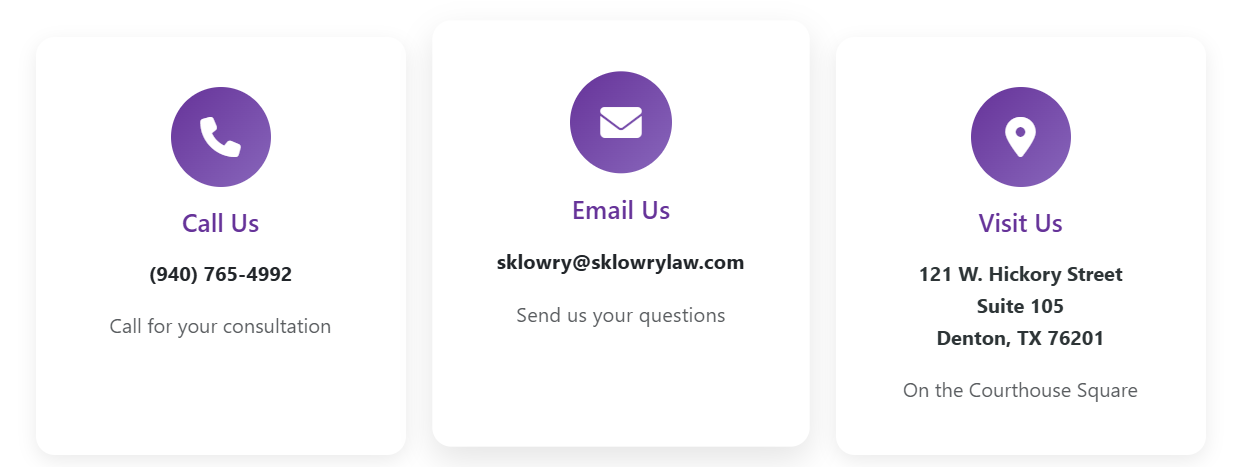 Call Us
(940) 765-4992
Call for your consultation
Email Us
sklowry@sklowrylaw.com
Send us your questions
Visit Us
121 W. Hickory Street
Suite 105
Denton, TX 76201
On the Courthouse Square